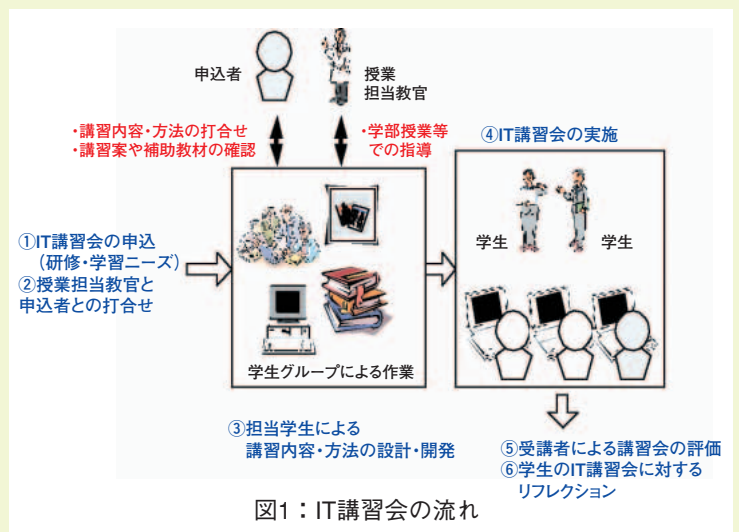 申込者
授業
担当教官
・講習内容・方法の打合せ
・講習案や補助教材の確認
・学部授業等
での指導
④IT講習会の実施
①IT講習会の申込
（研修・学習ニーズ）
②授業担当教官と
申込者との打合せ
学生
学生
学生グループによる作業
③担当学生による
講習内容・方法の設計・開発
⑤受講者による講習会の評価
⑥学生のIT講習会に対する
リフレクション
図1：IT講習会の流れ